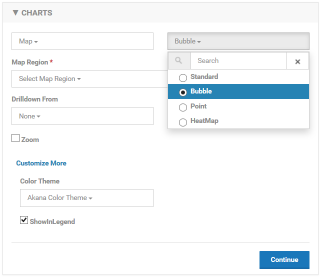 CHARTS
Map
Bubble
Map Region *
Search
Select Map Region
Standard
Bubble
Point
HeatMap
Drilldown From
None
Zoom
Customize More
Color Theme
Akana Color Theme
ShowInLegend
Continue